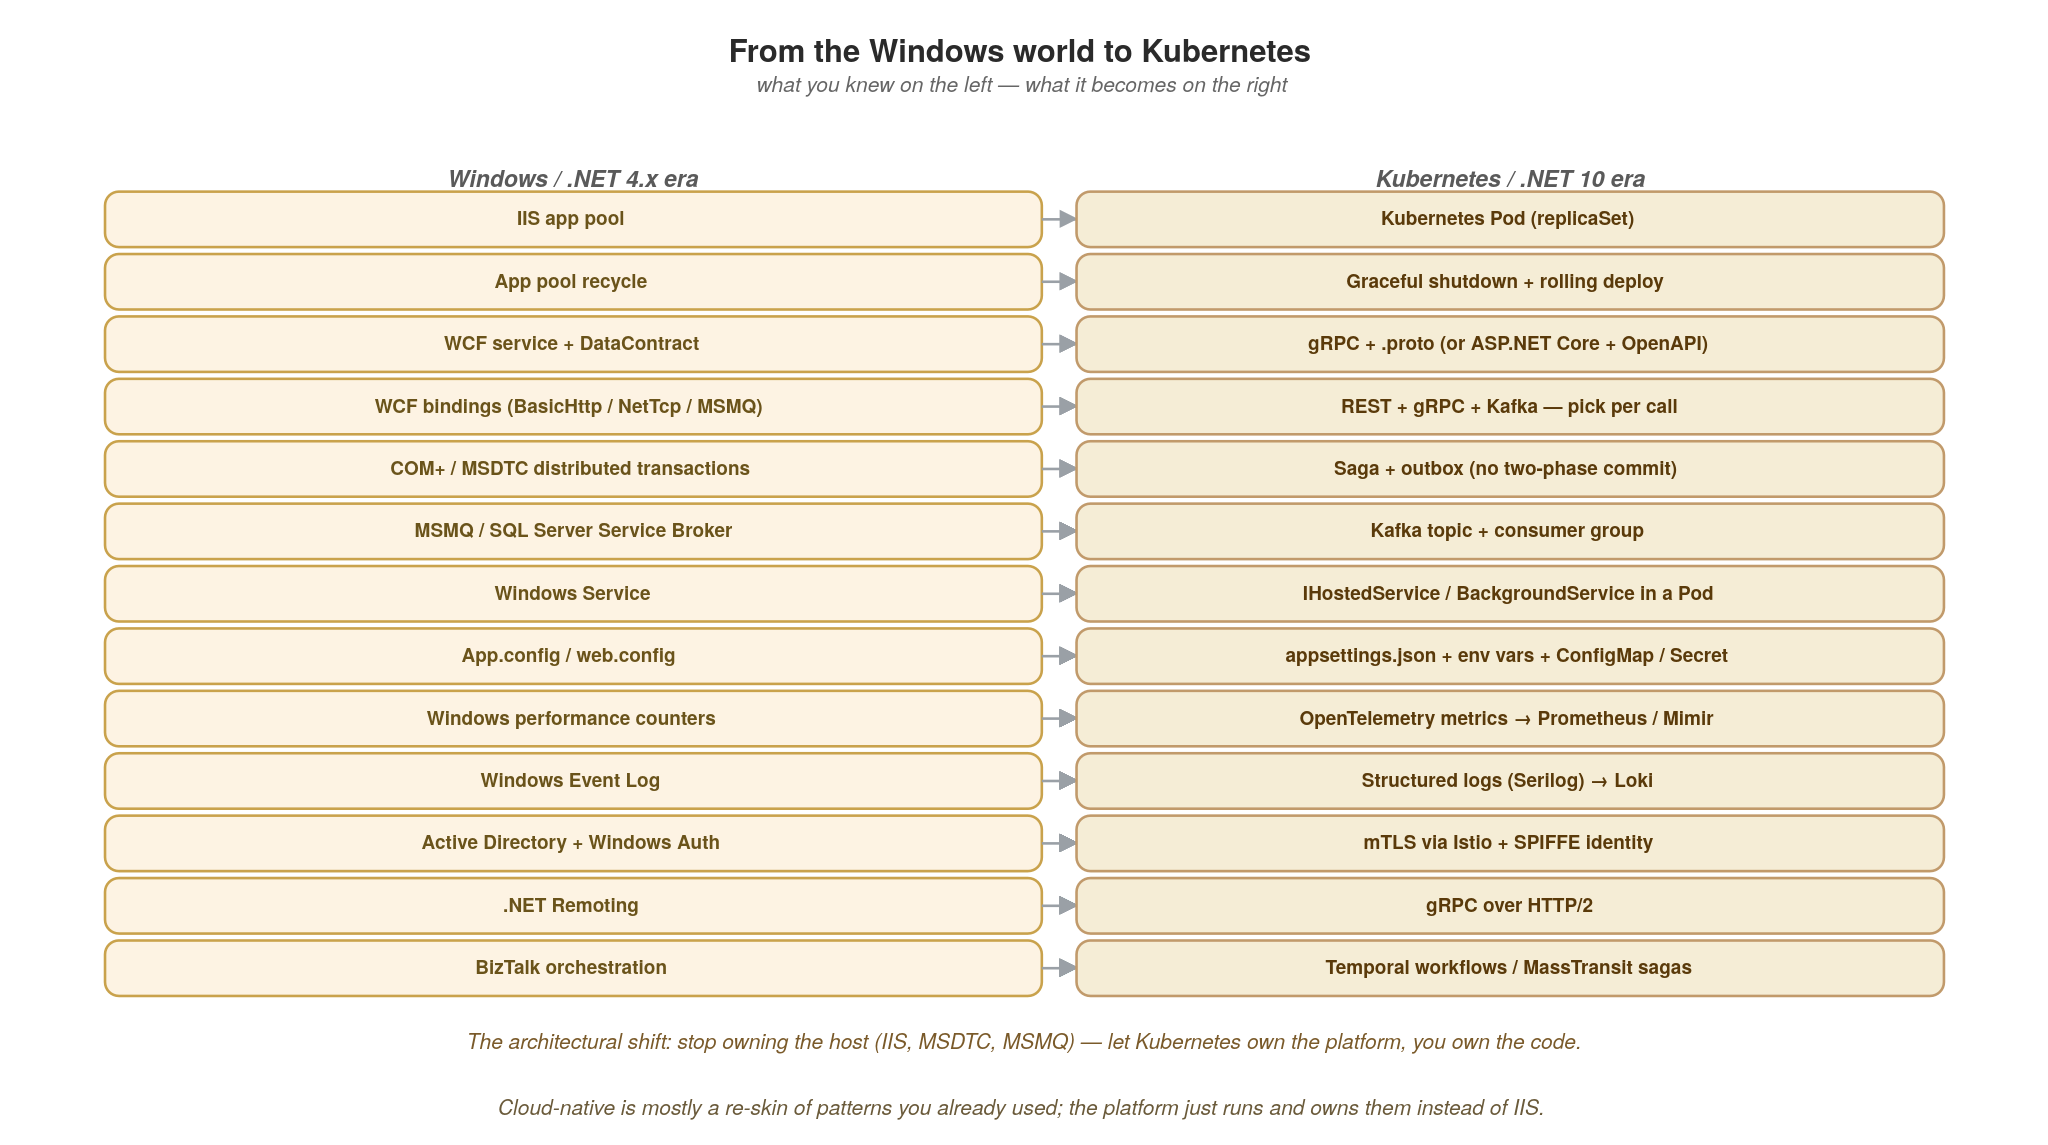 From the Windows world to Kubernetes
what you knew on the left — what it becomes on the right
Windows / .NET 4.x era
Kubernetes / .NET 10 era
IIS app pool
Kubernetes Pod (replicaSet)
App pool recycle
Graceful shutdown + rolling deploy
WCF service + DataContract
gRPC + .proto (or ASP.NET Core + OpenAPI)
WCF bindings (BasicHttp / NetTcp / MSMQ)
REST + gRPC + Kafka — pick per call
COM+ / MSDTC distributed transactions
Saga + outbox (no two-phase commit)
MSMQ / SQL Server Service Broker
Kafka topic + consumer group
Windows Service
IHostedService / BackgroundService in a Pod
App.config / web.config
appsettings.json + env vars + ConfigMap / Secret
Windows performance counters
OpenTelemetry metrics → Prometheus / Mimir
Windows Event Log
Structured logs (Serilog) → Loki
Active Directory + Windows Auth
mTLS via Istio + SPIFFE identity
.NET Remoting
gRPC over HTTP/2
BizTalk orchestration
Temporal workflows / MassTransit sagas
The architectural shift: stop owning the host (IIS, MSDTC, MSMQ) — let Kubernetes own the platform, you own the code.
Cloud-native is mostly a re-skin of patterns you already used; the platform just runs and owns them instead of IIS.